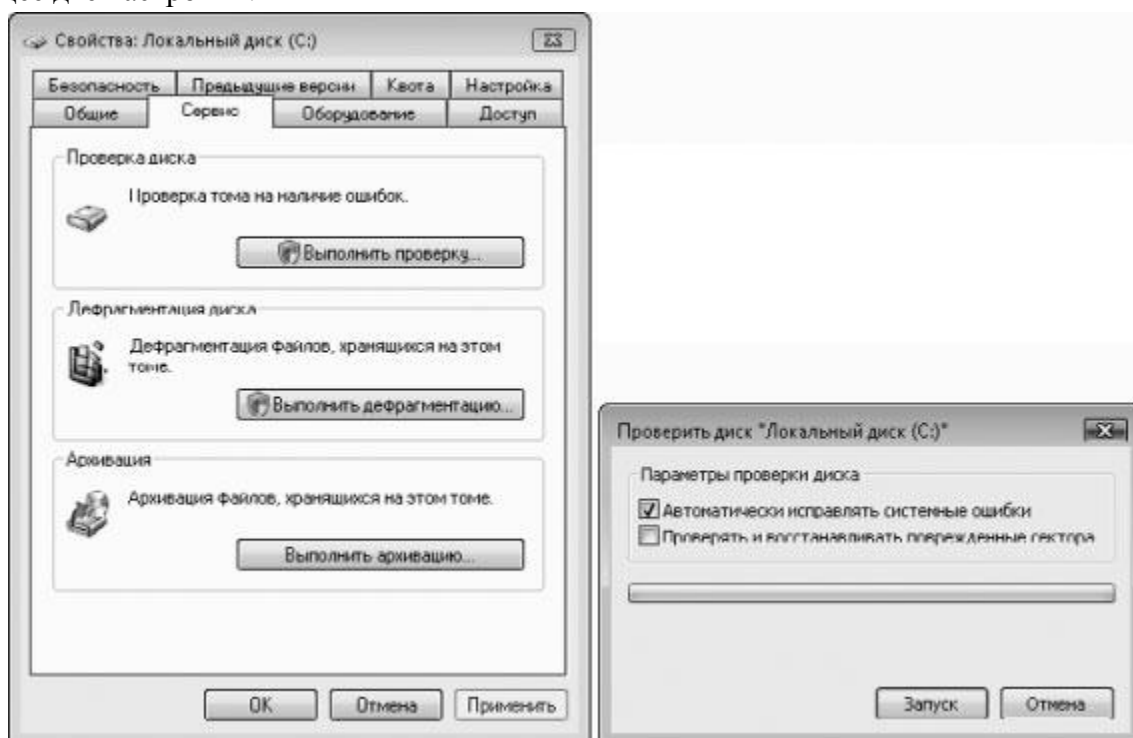 Свойства: Локальный диск (C:)
Безопасность Предыдущие версии Квота Настройка
Общие Сервис Оборудование Доступ
Проверка диска
Проверка тома на наличие ошибок.
Выполнить проверку...
Дефрагментация диска
Дефрагментация файлов, хранящихся на этом
томе.
Выполнить дефрагментацию...
Архивация
Архивация файлов, хранящихся на этом томе.
Выполнить архивацию...
OK Отмена Применить
Проверить диск "Локальный диск (C:)"
Параметры проверки диска
Автоматически исправлять системные ошибки
Проверять и восстанавливать поврежденные сектора
Запуск Отмена